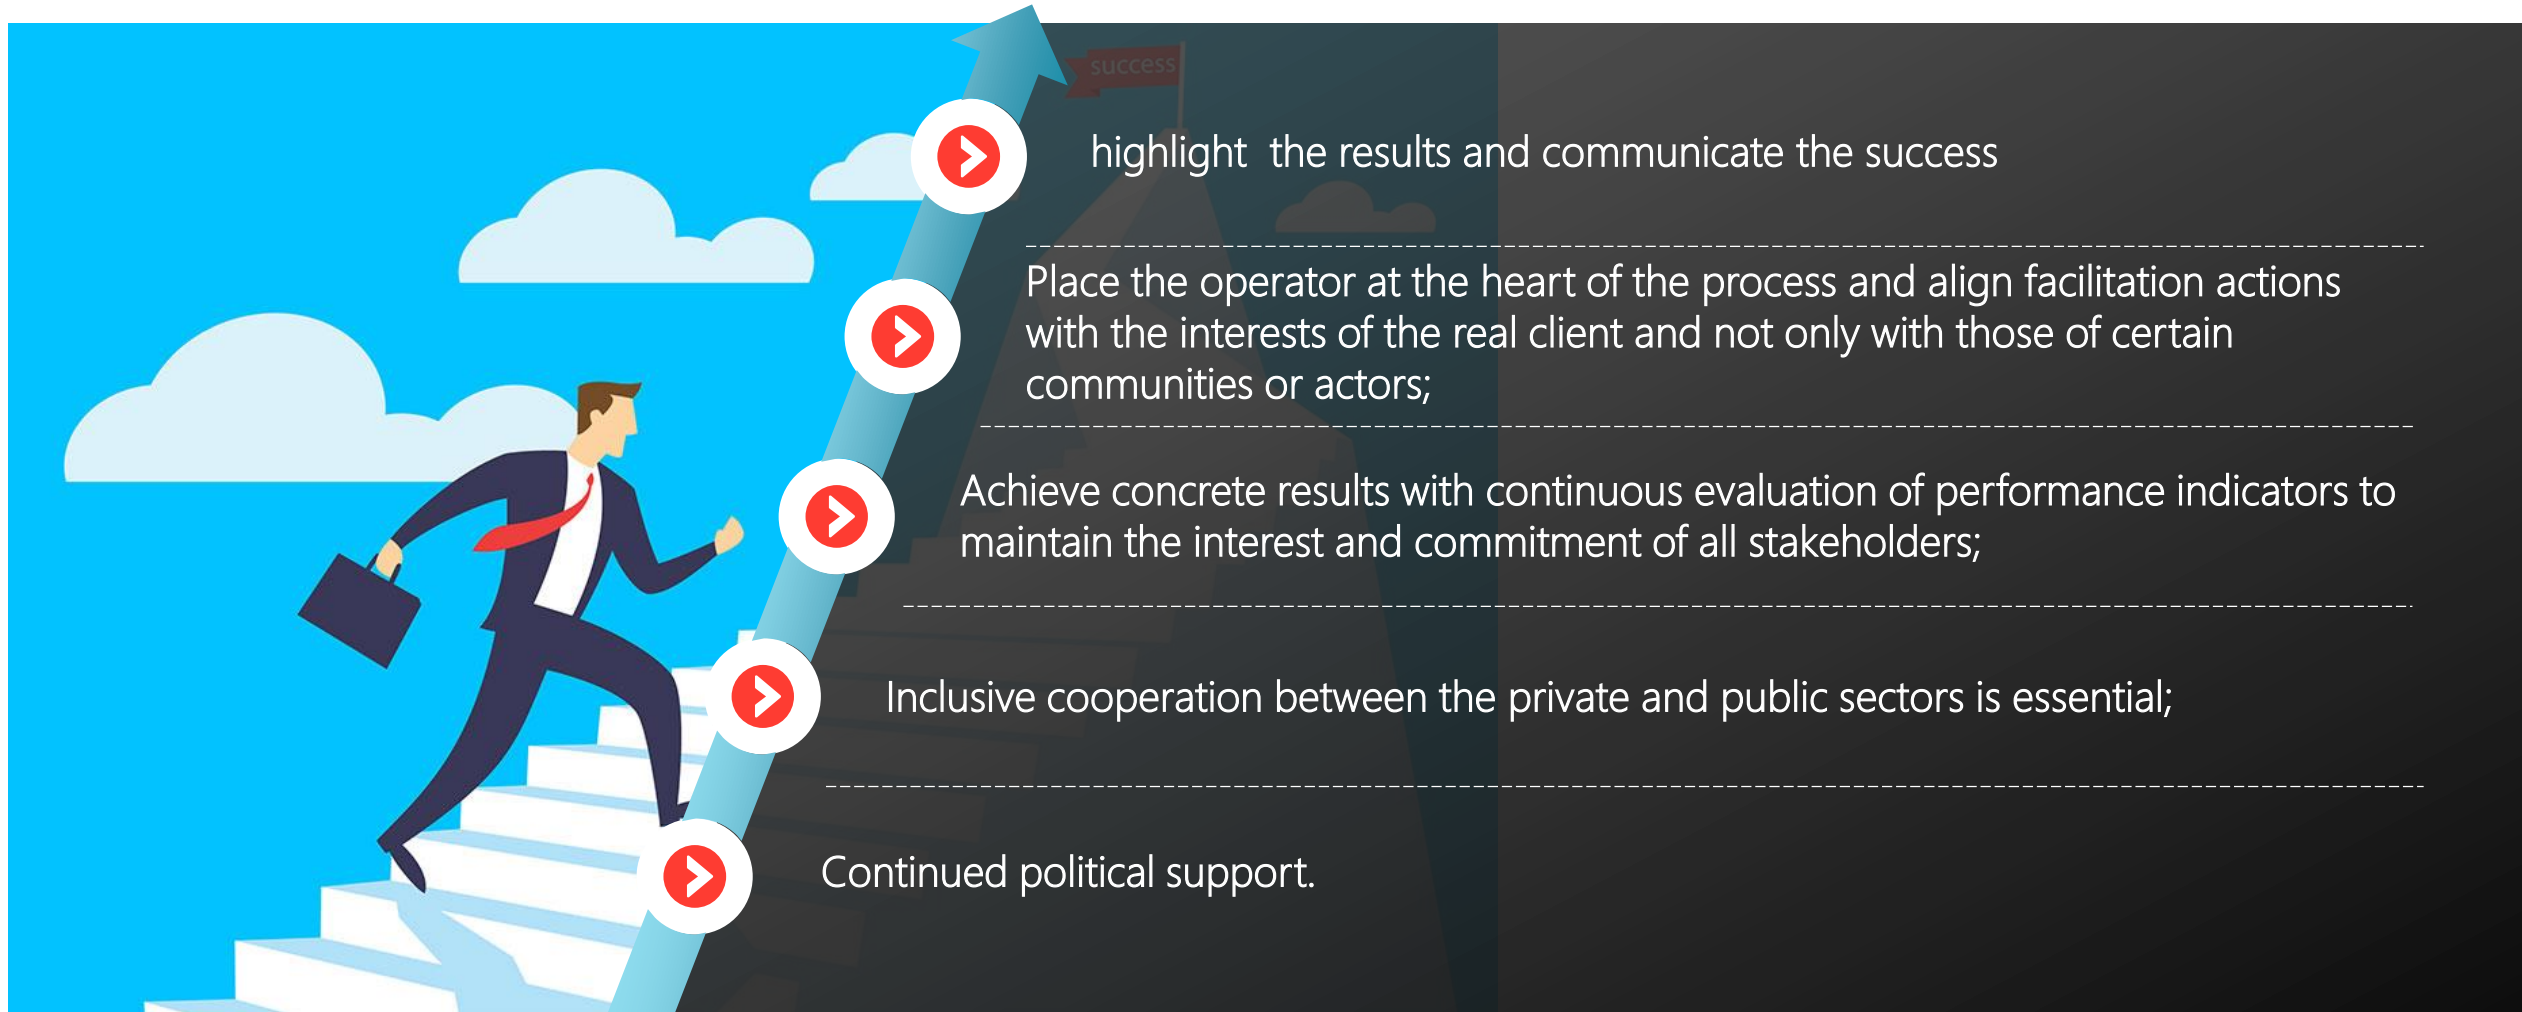 success
highlight  the results and communicate the success
Place the operator at the heart of the process and align facilitation actions
with the interests of the real client and not only with those of certain
communities or actors;
Achieve concrete results with continuous evaluation of performance indicators to
maintain the interest and commitment of all stakeholders;
Inclusive cooperation between the private and public sectors is essential;
Continued political support.